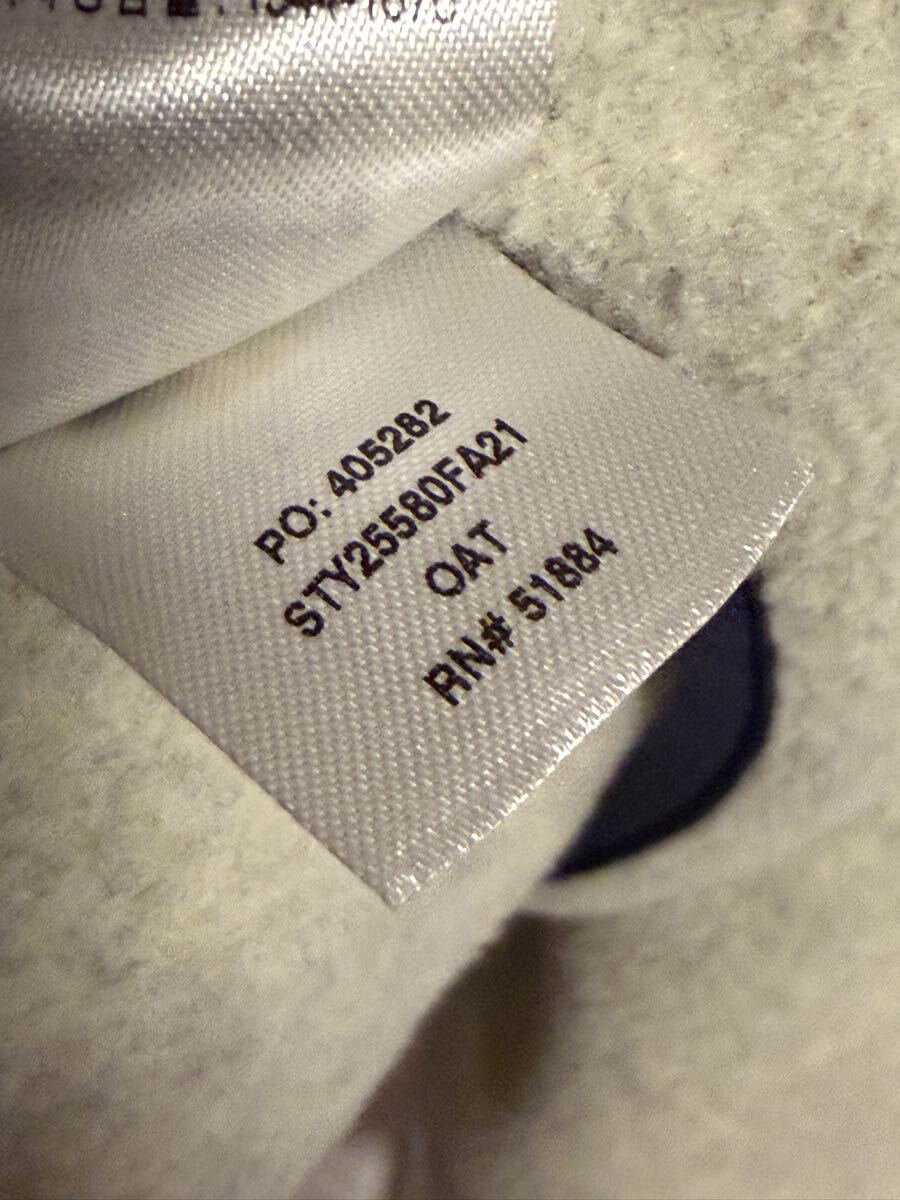 PO: 405282
STY25580FA21
OAT
RN# 51884